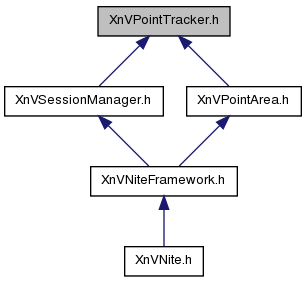 XnVPointTracker.h
XnVSessionManager.h
XnVPointArea.h
XnVNiteFramework.h
XnVNite.h